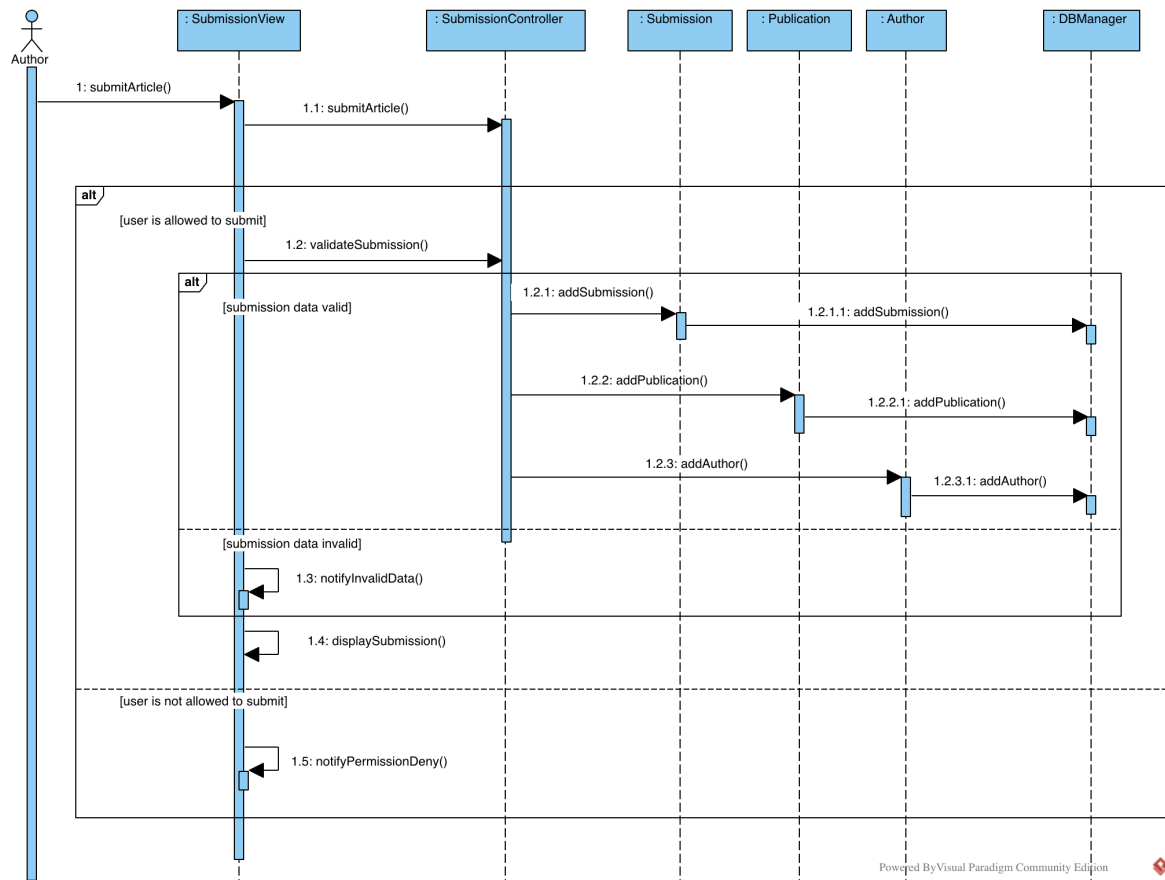 : SubmissionView
: SubmissionController
: Submission
: Publication
: Author
: DBManager
Author
1: submitArticle()
1.1: submitArticle()
alt
[user is allowed to submit]
1.2: validateSubmission()
alt
[submission data valid]
1.2.1: addSubmission()
1.2.1.1: addSubmission()
1.2.2: addPublication()
1.2.2.1: addPublication()
1.2.3: addAuthor()
1.2.3.1: addAuthor()
[submission data invalid]
1.3: notifyInvalidData()
1.4: displaySubmission()
[user is not allowed to submit]
1.5: notifyPermissionDeny()
Powered ByVisual Paradigm Community Edition